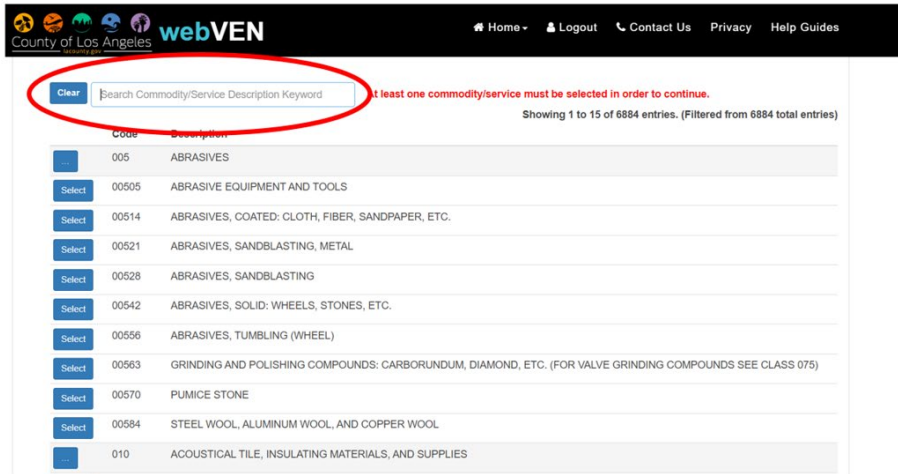 County of Los Angeles
lacounty.gov
webVEN
Home
Logout
Contact Us
Privacy
Help Guides
Clear
Search Commodity/Service Description Keyword
t least one commodity/service must be selected in order to continue.
Showing 1 to 15 of 6884 entries. (Filtered from 6884 total entries)
Code Description
... 005 ABRASIVES
Select 00505 ABRASIVE EQUIPMENT AND TOOLS
Select 00514 ABRASIVES, COATED: CLOTH, FIBER, SANDPAPER, ETC.
Select 00521 ABRASIVES, SANDBLASTING, METAL
Select 00528 ABRASIVES, SANDBLASTING
Select 00542 ABRASIVES, SOLID: WHEELS, STONES, ETC.
Select 00556 ABRASIVES, TUMBLING (WHEEL)
Select 00563 GRINDING AND POLISHING COMPOUNDS: CARBORUNDUM, DIAMOND, ETC. (FOR VALVE GRINDING COMPOUNDS SEE CLASS 075)
Select 00570 PUMICE STONE
Select 00584 STEEL WOOL, ALUMINUM WOOL, AND COPPER WOOL
... 010 ACOUSTICAL TILE, INSULATING MATERIALS, AND SUPPLIES